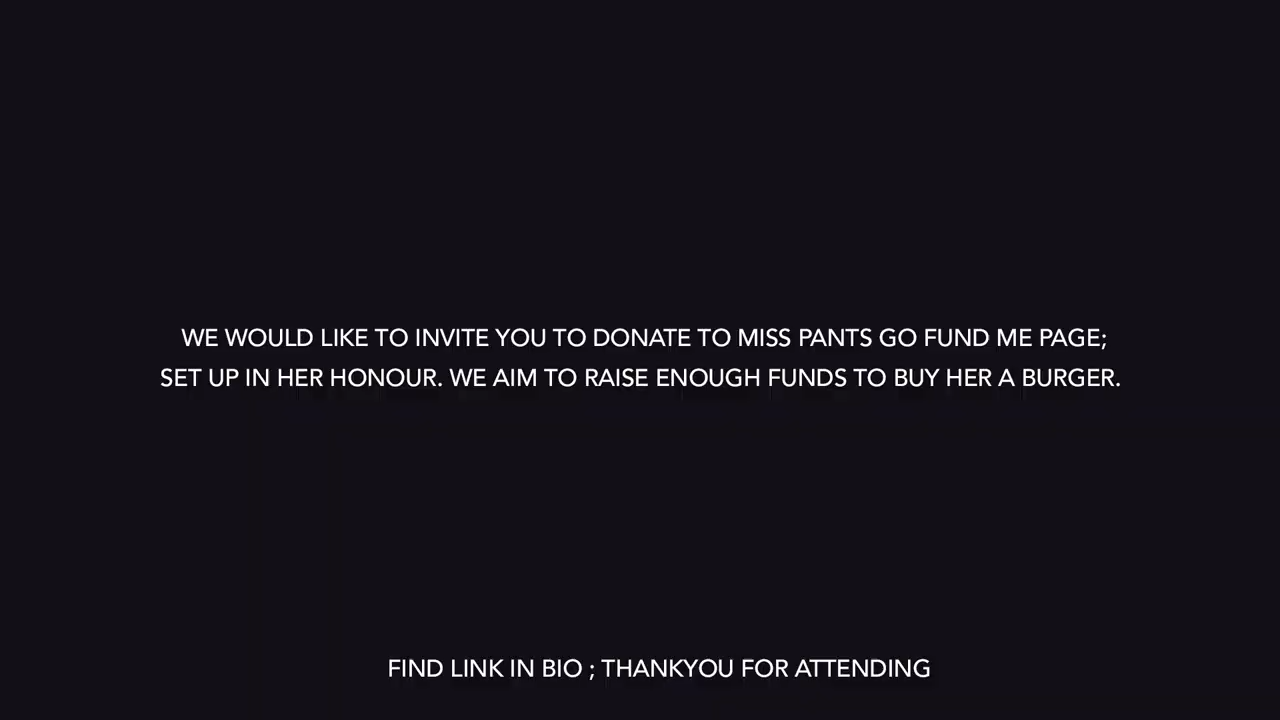 WE WOULD LIKE TO INVITE YOU TO DONATE TO MISS PANTS GO FUND ME PAGE;
SET UP IN HER HONOUR. WE AIM TO RAISE ENOUGH FUNDS TO BUY HER A BURGER.
FIND LINK IN BIO ; THANKYOU FOR ATTENDING